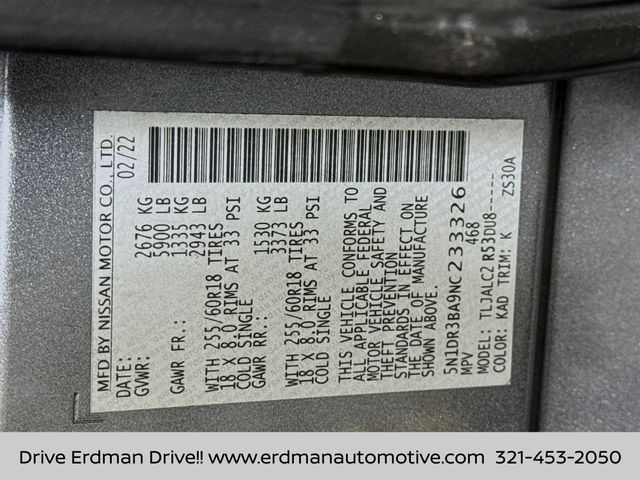 MFD BY NISSAN MOTOR CO., LTD.
DATE: 02/22
GVWR: 2676 KG
5900 LB
GAWR FR.: 1335 KG
2943 LB
WITH 255/60R18 TIRES
18 X 8.0 RIMS AT 33 PSI
COLD SINGLE
GAWR RR.: 1530 KG
3373 LB
WITH 255/60R18 TIRES
18 X 8.0 RIMS AT 33 PSI
COLD SINGLE
THIS VEHICLE CONFORMS TO
ALL APPLICABLE FEDERAL
MOTOR VEHICLE SAFETY AND
THEFT PREVENTION
STANDARDS IN EFFECT ON
THE DATE OF MANUFACTURE
SHOWN ABOVE.
5N1DR3BA9NC233326
MPV 468
MODEL: TLJALC2 R53DU8-----
COLOR: KAD TRIM: K ZS30A
Drive Erdman Drive!! www.erdmanautomotive.com 321-453-2050